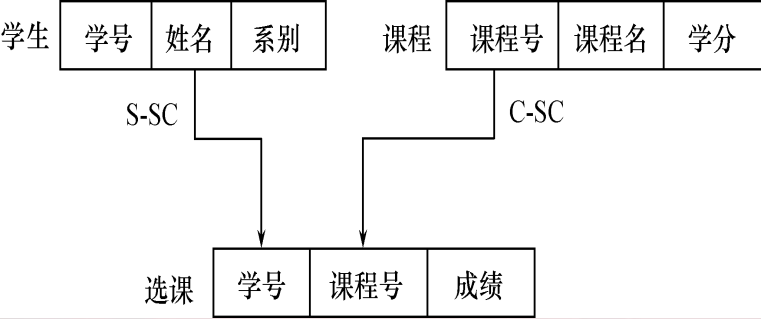 学生 学号 姓名 系别 课程 课程号 课程名 学分
S-SC C-SC
选课 学号 课程号 成绩